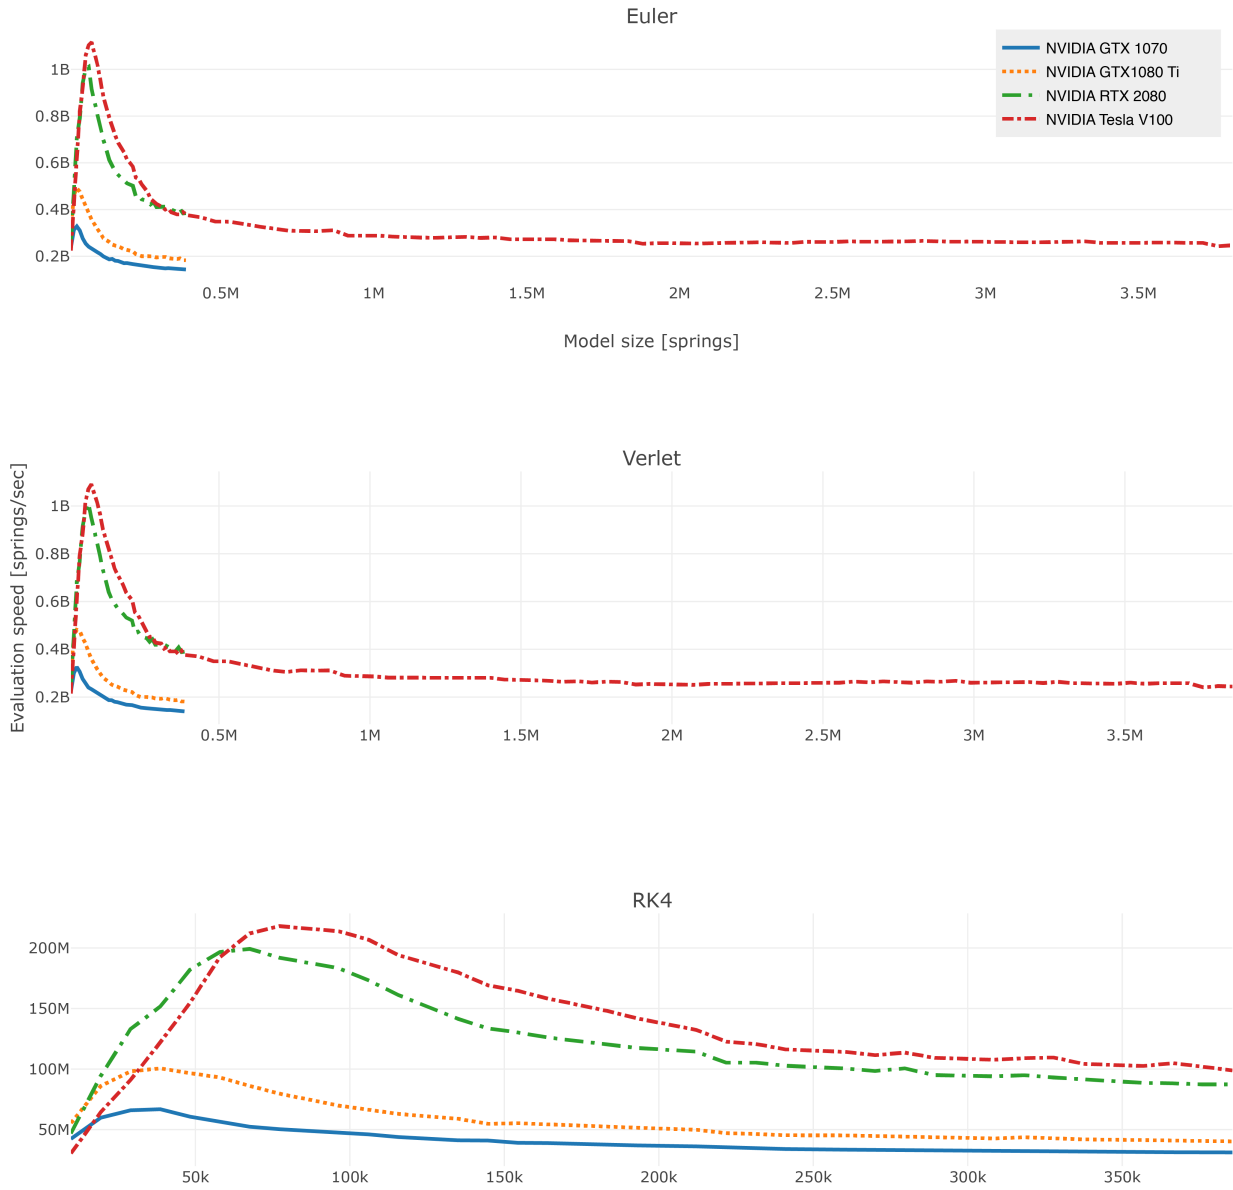 Euler
NVIDIA GTX 1070
NVIDIA GTX1080 Ti
NVIDIA RTX 2080
NVIDIA Tesla V100
1B
0.8B
0.6B
0.4B
0.2B
0.5M 1M 1.5M 2M 2.5M 3M 3.5M
Model size [springs]
Evaluation speed [springs/sec]
Verlet
1B
0.8B
0.6B
0.4B
0.2B
0.5M 1M 1.5M 2M 2.5M 3M 3.5M
RK4
200M
150M
100M
50M
50k 100k 150k 200k 250k 300k 350k